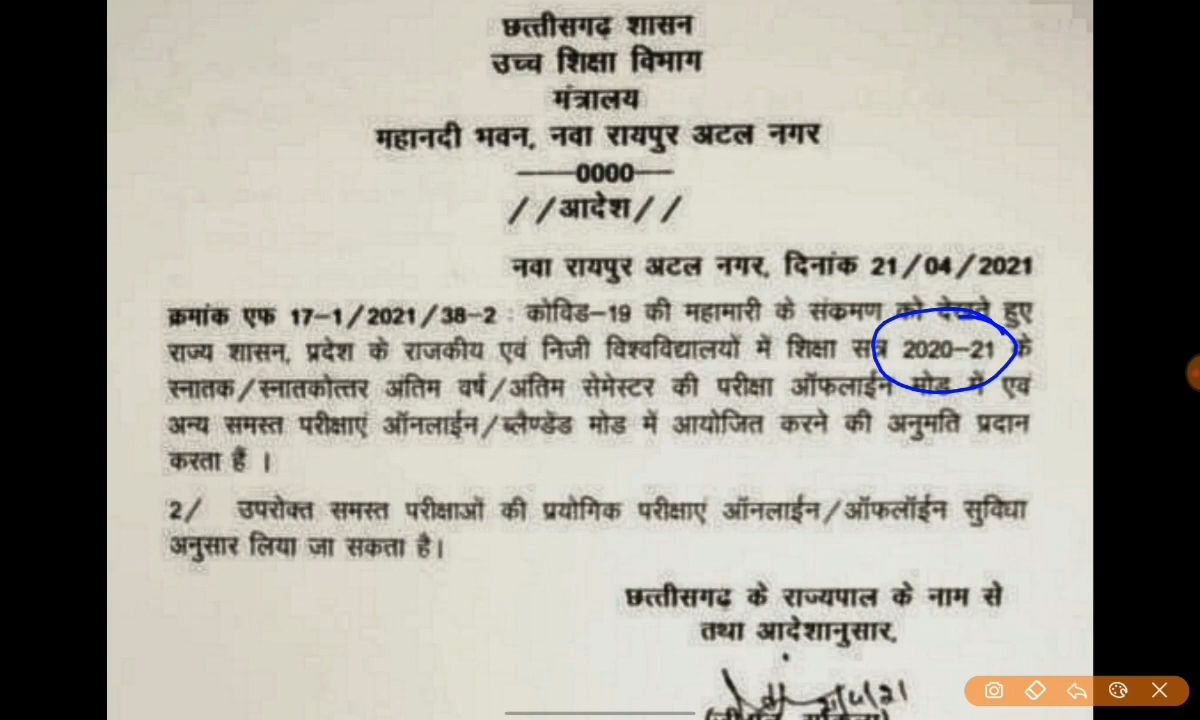 छत्तीसगढ़ शासन
उच्च शिक्षा विभाग
मंत्रालय
महानदी भवन, नवा रायपुर अटल नगर
——0000——
//आदेश//
नवा रायपुर अटल नगर, दिनांक 21/04/2021
क्रमांक एफ 17-1/2021/38-2 : कोविड-19 की महामारी के संकमण को देखते हुए
राज्य शासन, प्रदेश के राजकीय एवं निजी विश्वविद्यालयों में शिक्षा सत्र 2020-21 के
स्नातक/स्नातकोत्तर अंतिम वर्ष/अंतिम सेमेस्टर की परीक्षा ऑफलाईन मोड में एवं
अन्य समस्त परीक्षाएं ऑनलाईन/ब्लैण्डेड मोड में आयोजित करने की अनुमति प्रदान
करता हैं ।
2/ उपरोक्त समस्त परीक्षाओं की प्रयोगिक परीक्षाएं ऑनलाईन/ऑफलॉईन सुविधा
अनुसार लिया जा सकता है।
छत्तीसगढ के राज्यपाल के नाम से
तथा आदेशानुसार,